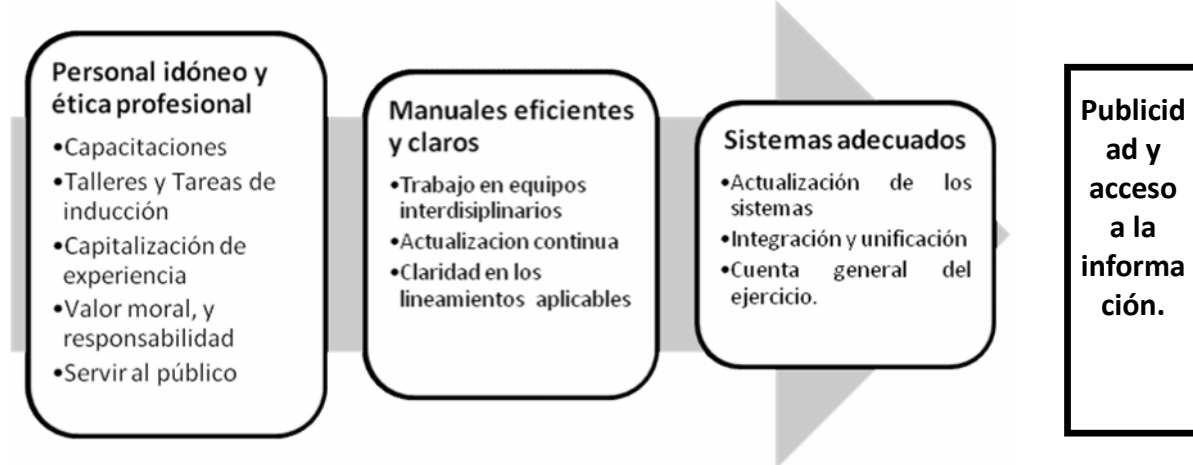 Personal idóneo y
ética profesional
•Capacitaciones
•Talleres y Tareas de
inducción
•Capitalización de
experiencia
•Valor moral, y
responsabilidad
•Servir al público
Manuales eficientes
y claros
•Trabajo en equipos
interdisiplinarios
•Actualizacion continua
•Claridad en los
lineamientos aplicables
Sistemas adecuados
•Actualización de los
sistemas
•Integración y unificación
•Cuenta general del
ejercicio.
Publicid
ad y
acceso
a la
informa
ción.